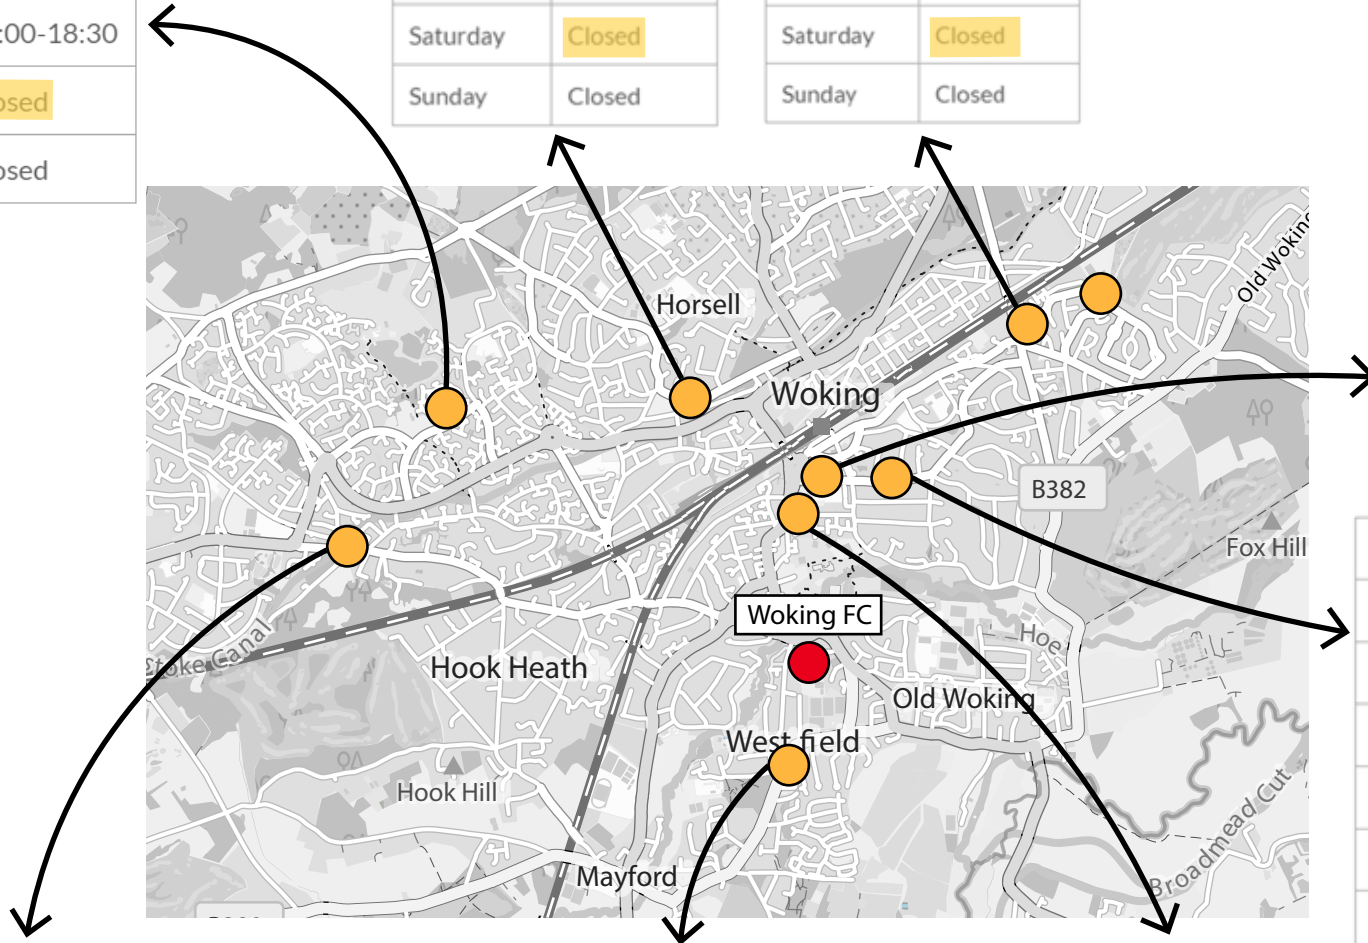 :00-18:30
osed
osed
Saturday Closed
Sunday Closed
Saturday Closed
Sunday Closed
Horsell
Old Woking
Woking
B382
Fox Hill
Woking FC
Hoe
Stoke Canal
Hook Heath
Old Woking
West field
Hook Hill
Mayford
Broadmead Cut